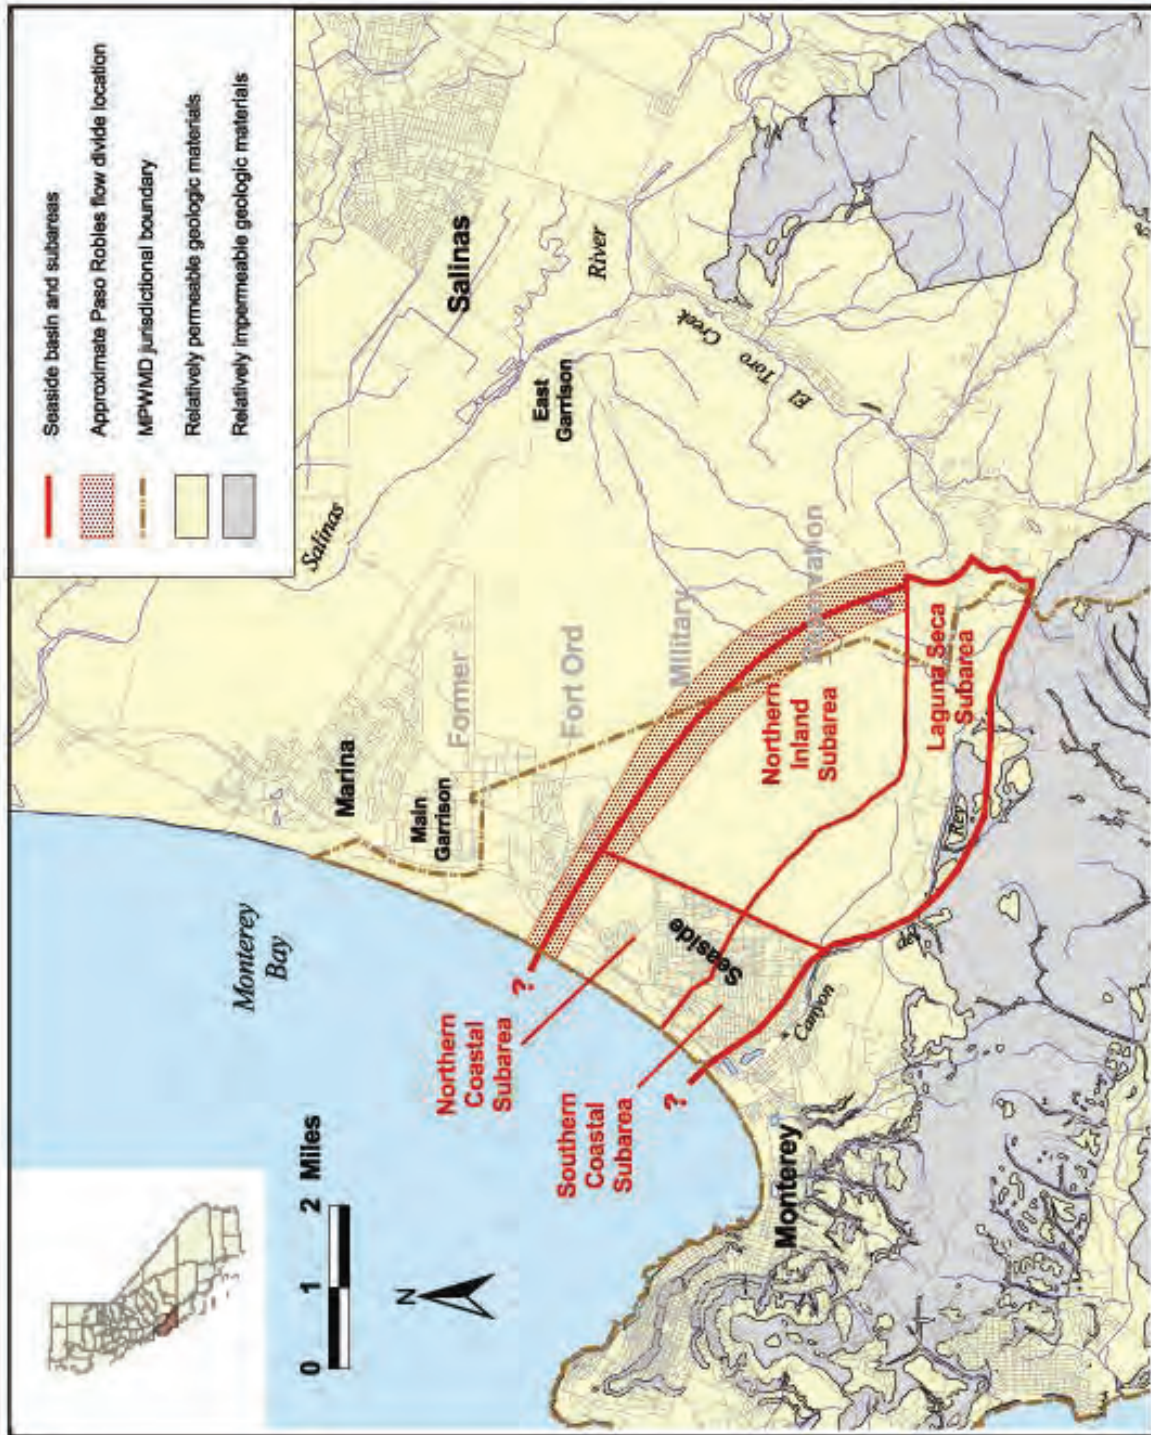 Seaside basin and subareas
Approximate Paso Robles flow divide location
MPWMD jurisdictional boundary
Relatively permeable geologic materials
Relatively impermeable geologic materials
0 1 2 Miles
N
Monterey
Bay
Salinas
River
Salinas
Marina
Main
Garrison
East
Garrison
Former
Fort Ord
Military
El Toro Creek
?
Northern
Coastal
Subarea
Southern
Coastal
Subarea
?
Seaside
Northern
Inland
Subarea
Laguna Seca
Subarea
Canyon
del
Rey
Monterey